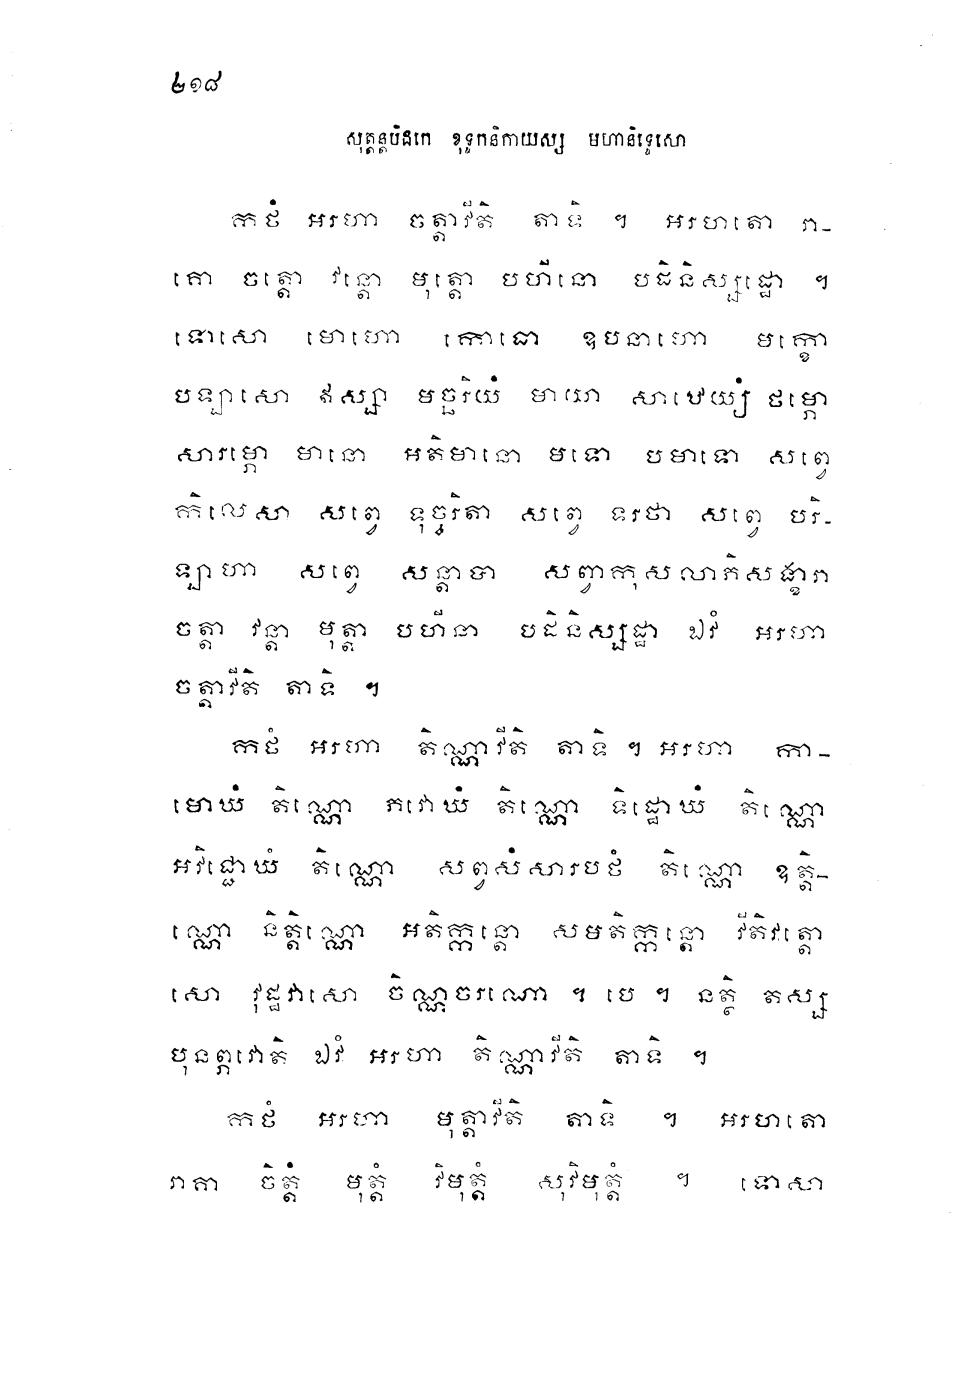 ២១៨
សុត្តន្តបិដកេ ខុទ្ទកនិកាយស្ស មហានិទ្ទេសោ
កថំ អរហា ចត្តាវីតិ តាទិ ។ អរហតោ រា-
គោ ចត្តោ វន្តោ មុត្តោ បហីនោ បដិនិស្សដ្ឋោ ។
ទោសោ មោហោ កោធោ ឧបនាហោ មក្ខោ
បឡាសោ ឥស្សា មច្ឆរិយំ មាយា សាឋេយ្យំ ថម្ភោ
សារម្ភោ មានោ អតិមានោ មទោ បមាទោ សព្វេ
កិលេសា សព្វេ ទុច្ចរិតា សព្វេ ទរថា សព្វេ បរិ-
ឡាហា សព្វេ សន្តាបា សព្វាកុសលាភិសង្ខារា
ចត្តា វន្តា មុត្តា បហីនា បដិនិស្សដ្ឋា ឯវំ អរហា
ចត្តាវីតិ តាទិ ។
កថំ អរហា តិណ្ណាវីតិ តាទិ ។ អរហា កា-
មោឃំ តិណ្ណោ ភវោឃំ តិណ្ណោ ទិដ្ឋោឃំ តិណ្ណោ
អវិជ្ជោឃំ តិណ្ណោ សព្វសំសារបថំ តិណ្ណោ ឧត្តិ-
ណ្ណោ និត្តិណ្ណោ អតិក្កន្តោ សមតិក្កន្តោ វីតិវត្តោ
សោ វុដ្ឋវាសោ ចិណ្ណចរណោ ។ បេ ។ នត្ថិ តស្ស
បុនព្ភវោតិ ឯវំ អរហា តិណ្ណាវីតិ តាទិ ។
កថំ អរហា មុត្តាវីតិ តាទិ ។ អរហតោ
រាគា ចិត្តំ មុត្តំ វិមុត្តំ សុវិមុត្តំ ។ ទោសា